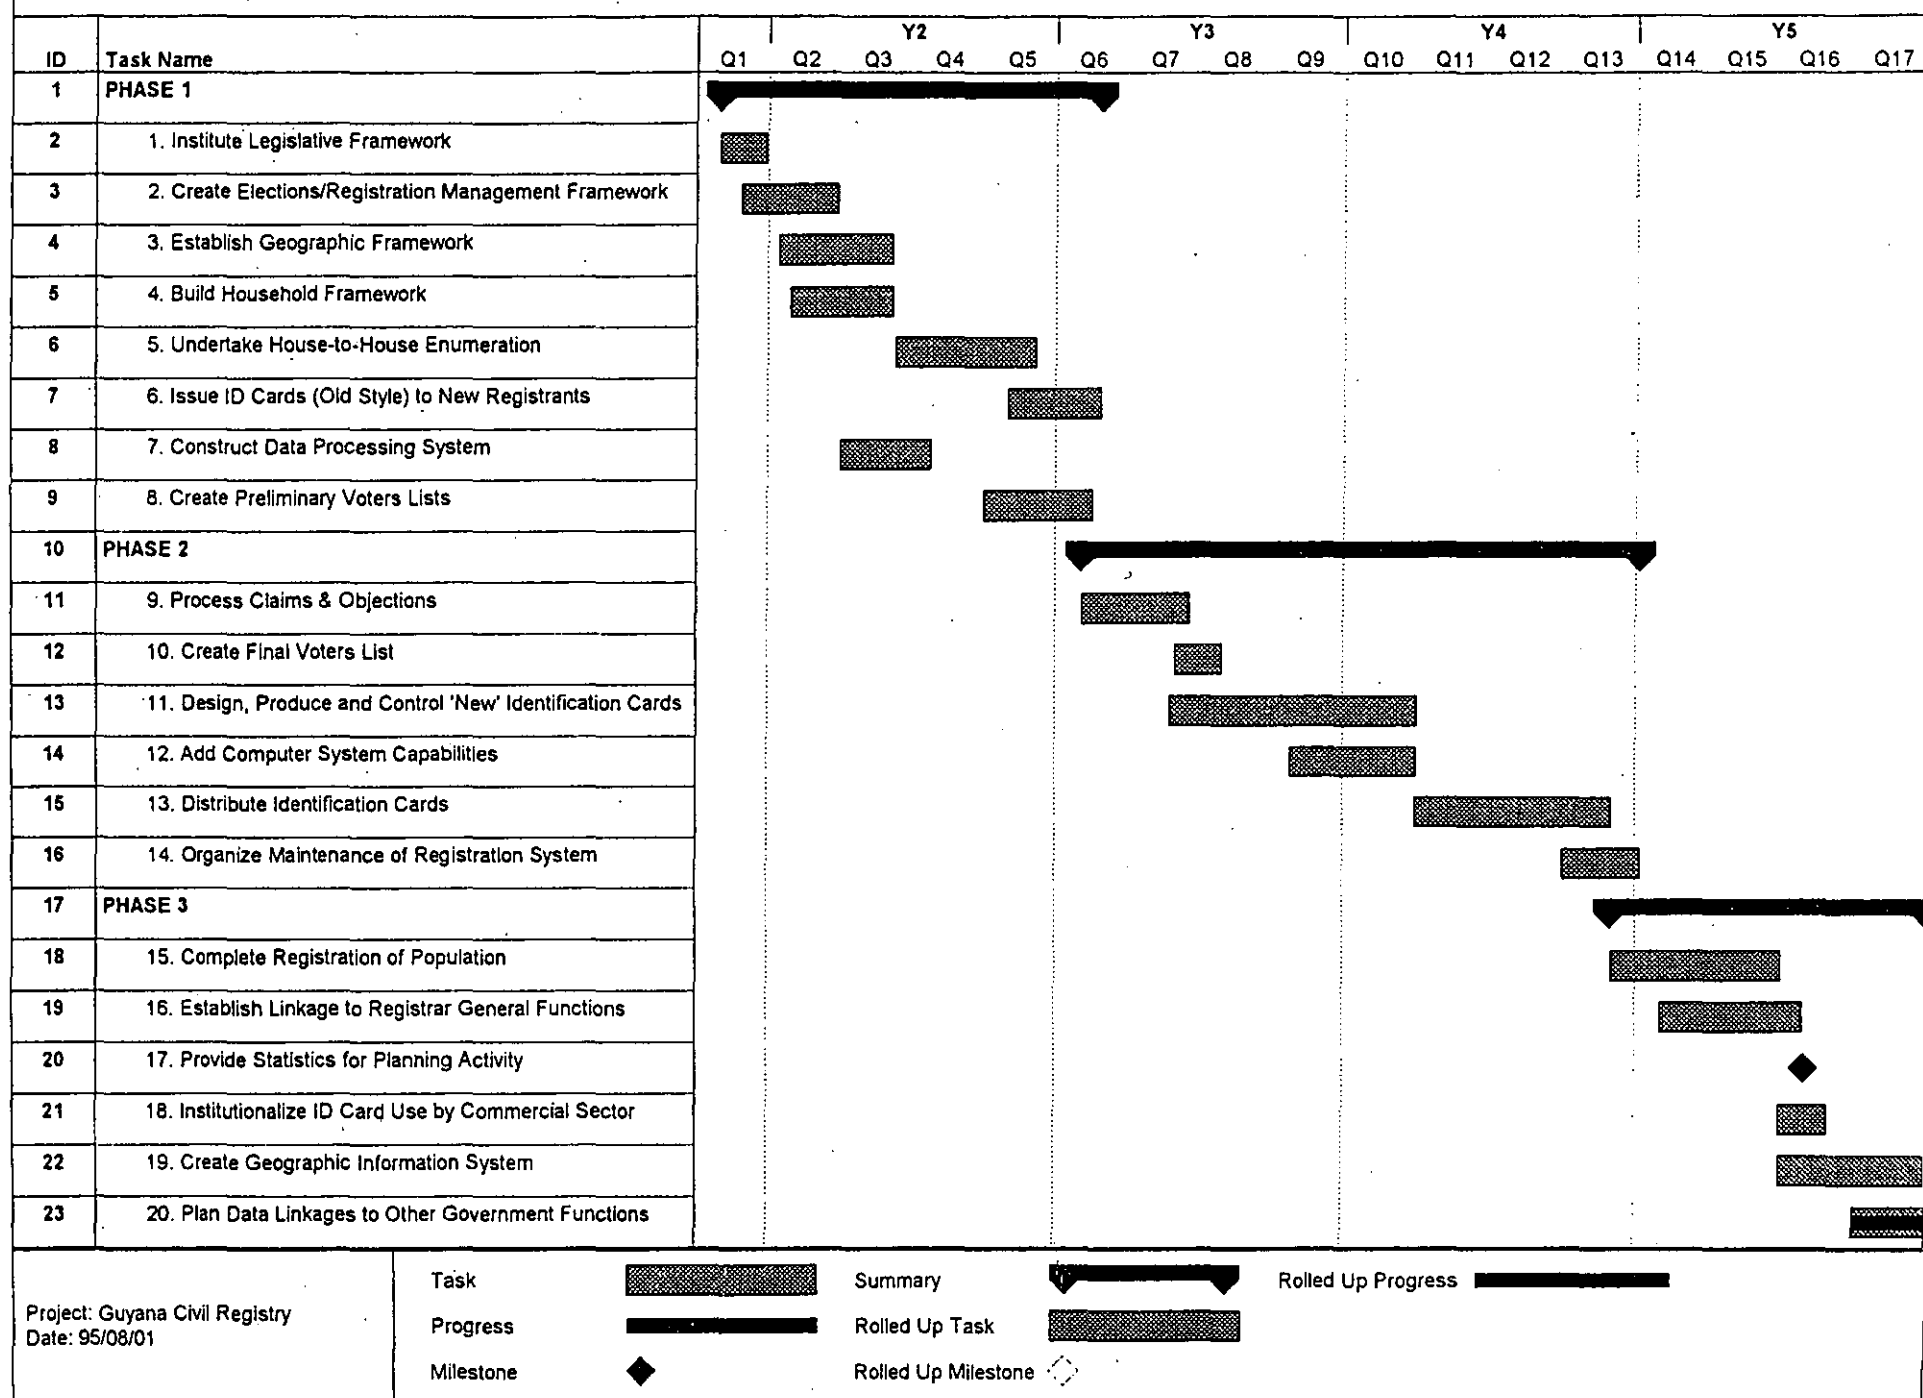 Y2 Y3 Y4 Y5
ID Task Name Q1 Q2 Q3 Q4 Q5 Q6 Q7 Q8 Q9 Q10 Q11 Q12 Q13 Q14 Q15 Q16 Q17
1 PHASE 1
2 1. Institute Legislative Framework
3 2. Create Elections/Registration Management Framework
4 3. Establish Geographic Framework
5 4. Build Household Framework
6 5. Undertake House-to-House Enumeration
7 6. Issue ID Cards (Old Style) to New Registrants
8 7. Construct Data Processing System
9 8. Create Preliminary Voters Lists
10 PHASE 2
11 9. Process Claims & Objections
12 10. Create Final Voters List
13 11. Design, Produce and Control 'New' Identification Cards
14 12. Add Computer System Capabilities
15 13. Distribute Identification Cards
16 14. Organize Maintenance of Registration System
17 PHASE 3
18 15. Complete Registration of Population
19 16. Establish Linkage to Registrar General Functions
20 17. Provide Statistics for Planning Activity
21 18. Institutionalize ID Card Use by Commercial Sector
22 19. Create Geographic Information System
23 20. Plan Data Linkages to Other Government Functions
Project: Guyana Civil Registry
Date: 95/08/01
Task Summary Rolled Up Progress
Progress Rolled Up Task
Milestone Rolled Up Milestone